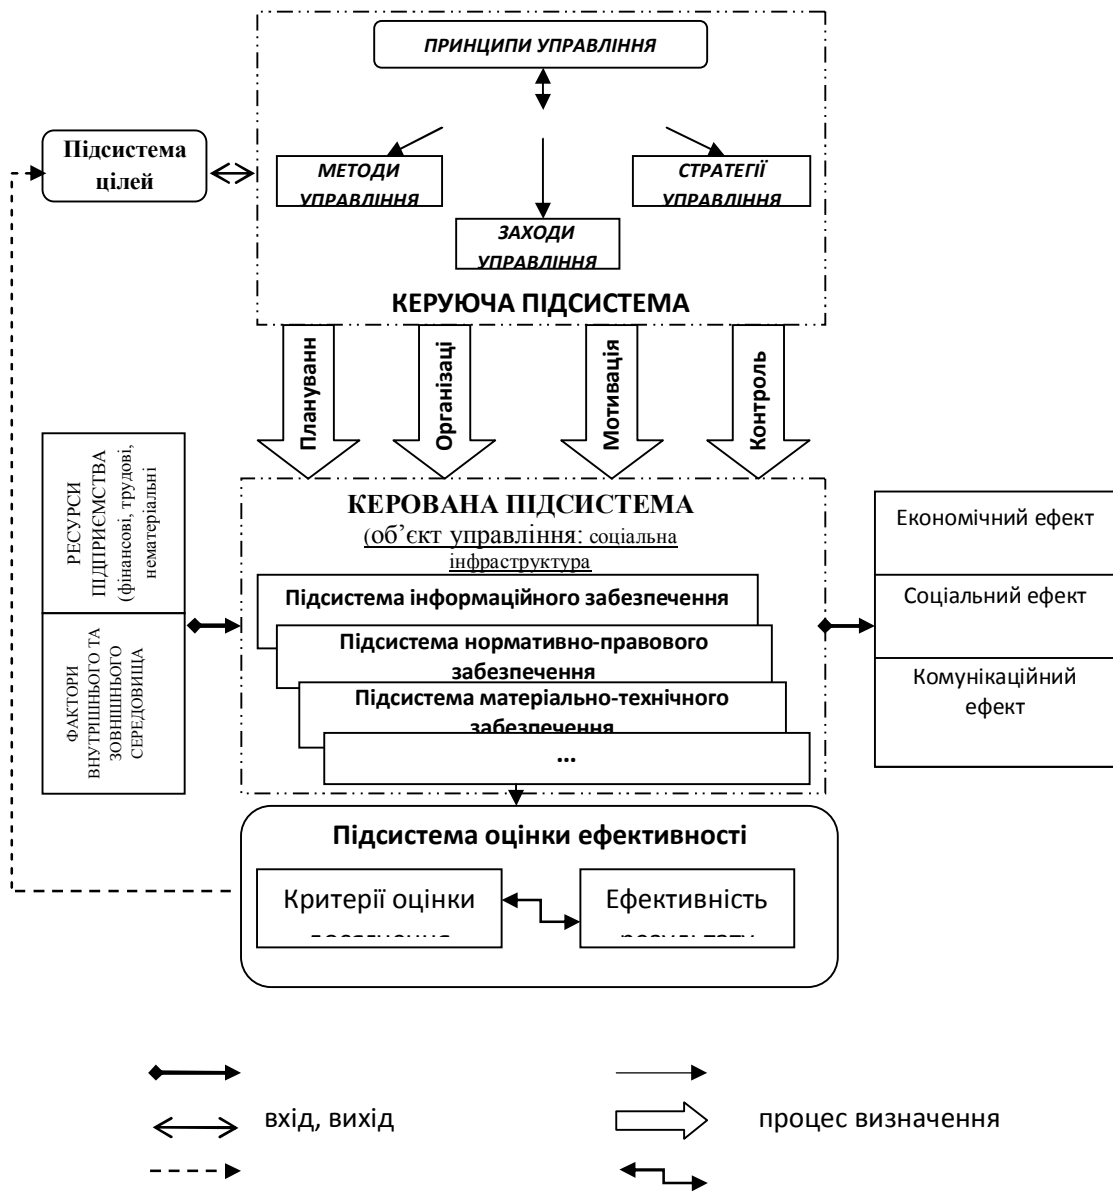 ПРИНЦИПИ УПРАВЛІННЯ
Підсистема
цілей
МЕТОДИ
УПРАВЛІННЯ
СТРАТЕГІЇ
УПРАВЛІННЯ
ЗАХОДИ
УПРАВЛІННЯ
КЕРУЮЧА ПІДСИСТЕМА
Плануванн
Організаці
Мотивація
Контроль
РЕСУРСИ
ПІДПРИЄМСТВА
(фінансові, трудові,
нематеріальні
ФАКТОРИ
ВНУТРІШНЬОГО ТА
ЗОВНІШНЬОГО
СЕРЕДОВИЩА
КЕРОВАНА ПІДСИСТЕМА
(об’єкт управління: соціальна
інфраструктура
Підсистема інформаційного забезпечення
Підсистема нормативно-правового
забезпечення
Підсистема матеріально-технічного
забезпечення
...
Економічний ефект
Соціальний ефект
Комунікаційний
ефект
Підсистема оцінки ефективності
Критерії оцінки
Ефективність
результату
вхід, вихід
процес визначення